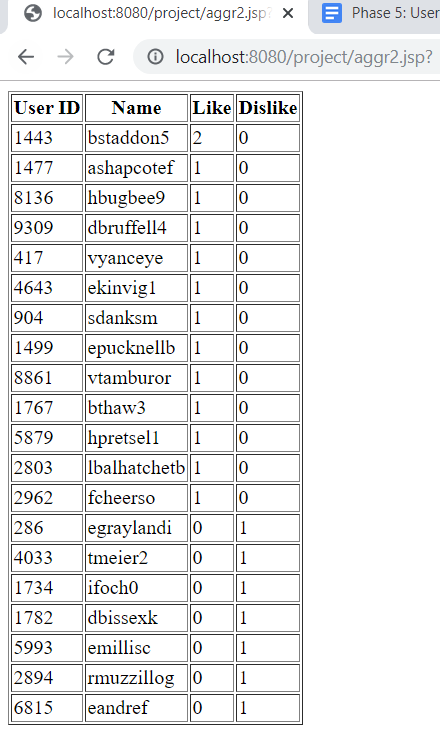 localhost:8080/project/aggr2.jsp?
Phase 5: User
localhost:8080/project/aggr2.jsp?
User ID Name Like Dislike
1443 bstaddon5 2 0
1477 ashapcotef 1 0
8136 hbugbee9 1 0
9309 dbruffell4 1 0
417 vyanceye 1 0
4643 ekinvig1 1 0
904 sdanksm 1 0
1499 epucknellb 1 0
8861 vtamburor 1 0
1767 bthaw3 1 0
5879 hpretsel1 1 0
2803 lbalhatchetb 1 0
2962 fcheerso 1 0
286 egraylandi 0 1
4033 tmeier2 0 1
1734 ifoch0 0 1
1782 dbissexk 0 1
5993 emillisc 0 1
2894 rmuzzillog 0 1
6815 eandref 0 1